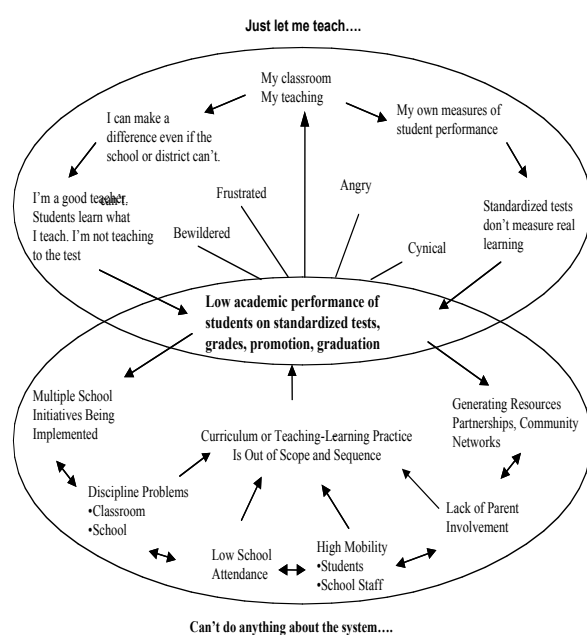 Just let me teach….
My classroom
My teaching
I can make a
difference even if the
school or district can't.
My own measures of
student performance
can't.
I'm a good teacher,
Students learn what
I teach. I'm not teaching
to the test
Frustrated
Bewildered
Angry
Cynical
Standardized tests
don't measure real
learning
Low academic performance of
students on standardized tests,
grades, promotion, graduation
Multiple School
Initiatives Being
Implemented
Generating Resources
Partnerships, Community
Networks
Curriculum or Teaching-Learning Practice
Is Out of Scope and Sequence
Discipline Problems
•Classroom
•School
Low School
Attendance
High Mobility
•Students
•School Staff
Lack of Parent
Involvement
Can't do anything about the system….